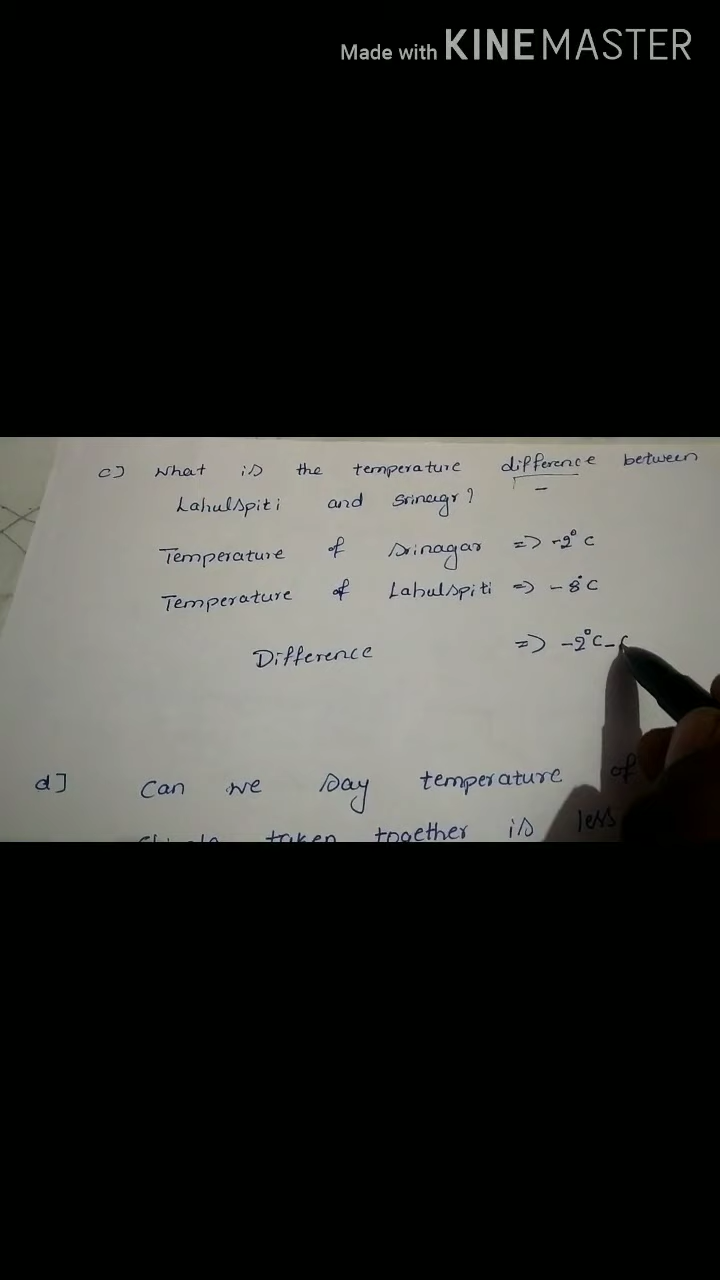 Made with KINEMASTER
c] What is the temperature difference between
Lahulspiti and srinagr?
Temperature of srinagar => -2°C
Temperature of Lahulspiti => -8°C
Difference => -2°C-
d] Can we say temperature of
taken together is less